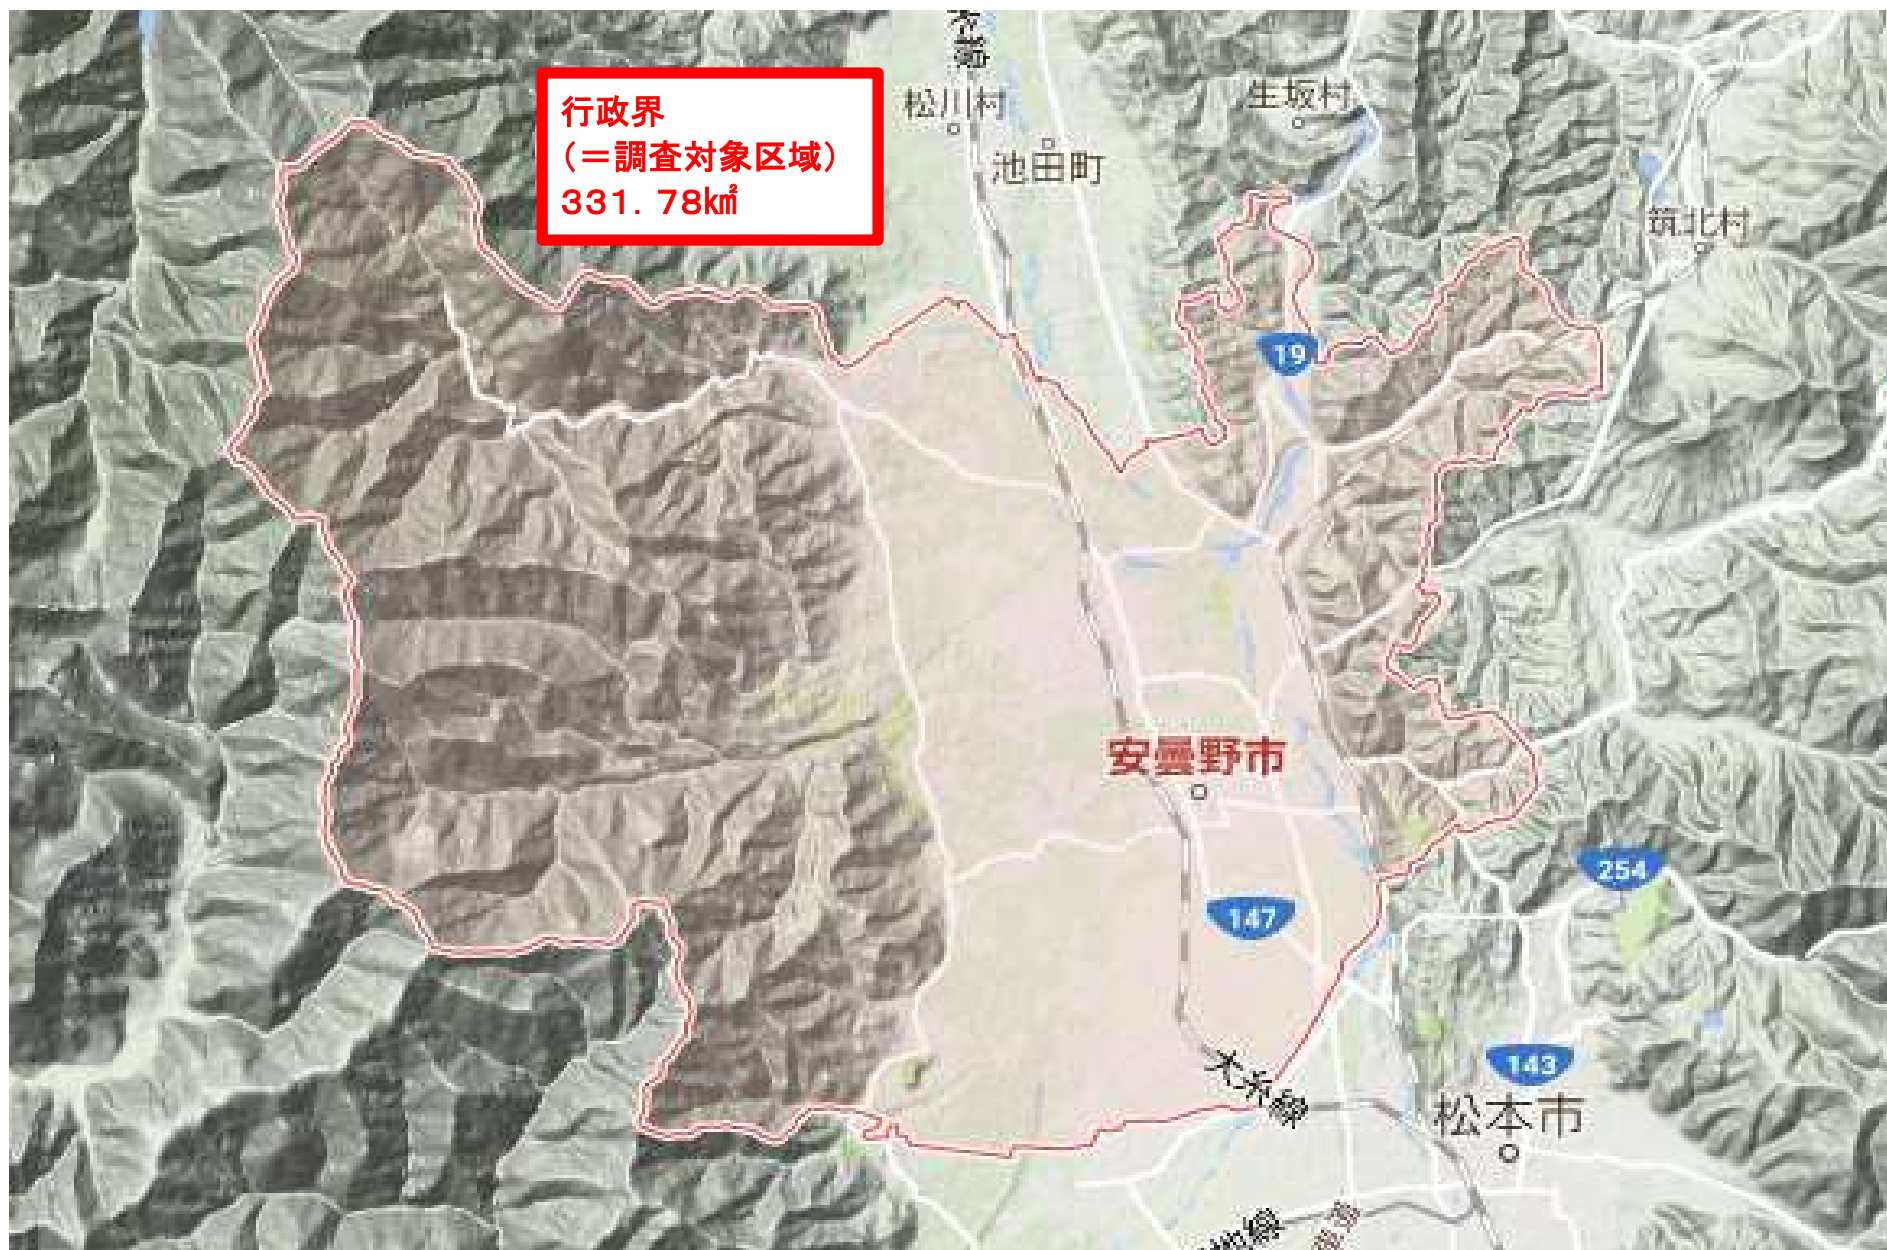 行政界
（＝調査対象区域）
３３１．７８㎢
松川村
池田町
生坂村
筑北村
19
安曇野市
254
147
143
大糸線
松本市